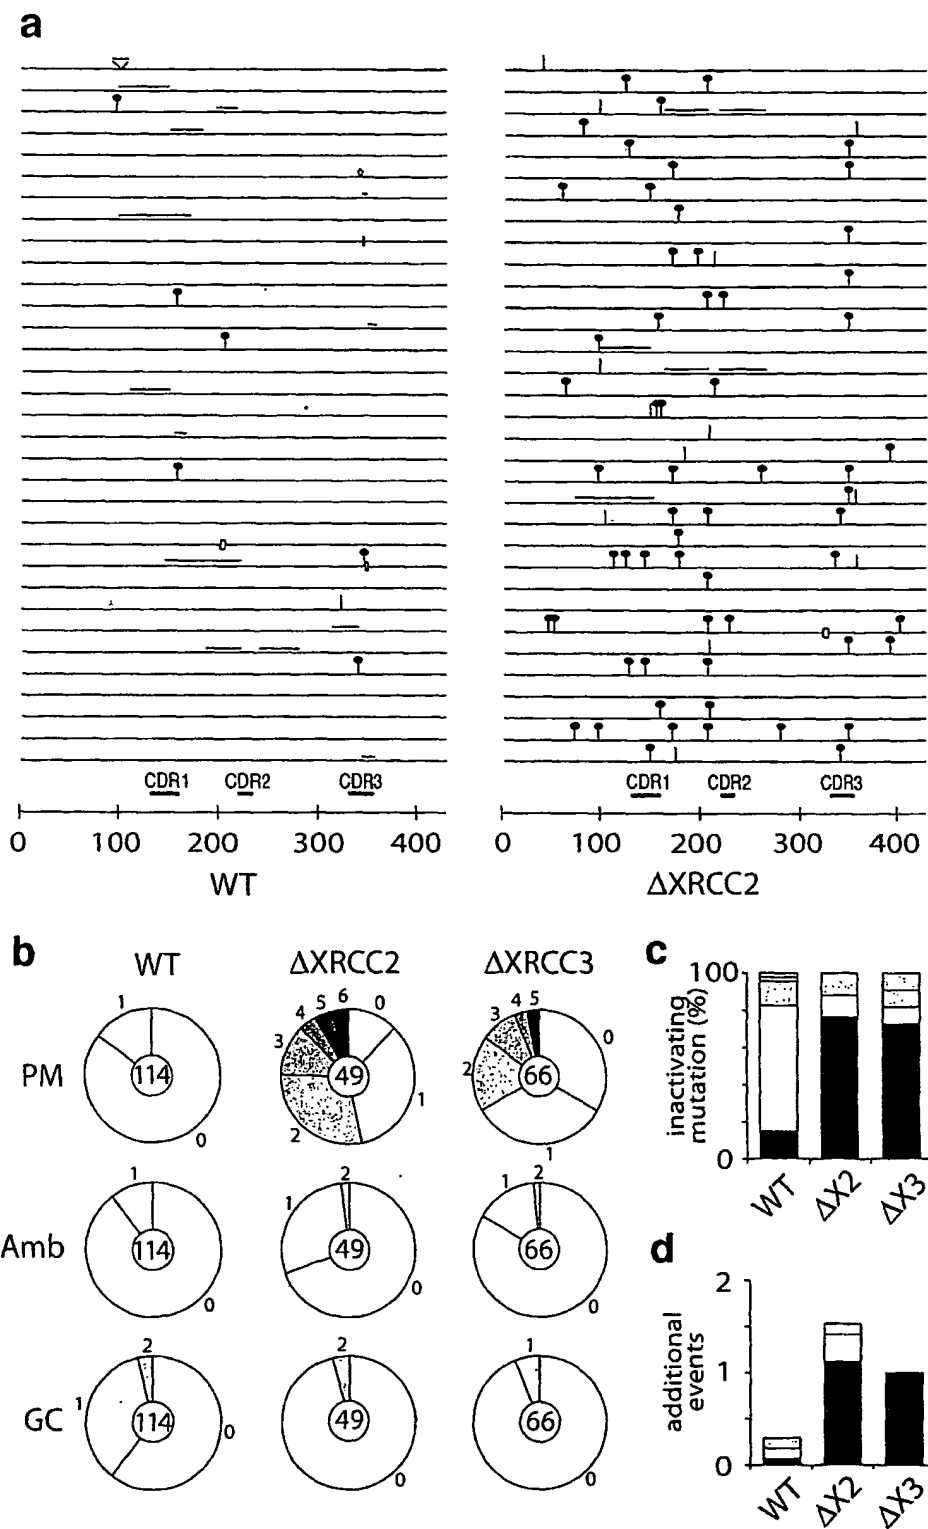 a
CDR1 CDR2 CDR3
CDR1 CDR2 CDR3
0 100 200 300 400
0 100 200 300 400
WT
ΔXRCC2
b
WT ΔXRCC2 ΔXRCC3
PM
1 114 0
4 5 6 0 3 49 1 2
3 4 5 0 2 66 1
Amb
1 114 0
2 1 49 0
1 2 66 0
GC
2 1 114 0
2 49 0
1 66 0
c
inactivating
mutation (%)
100
0
WT ΔX2 ΔX3
d
additional
events
2
1
0
WT ΔX2 ΔX3